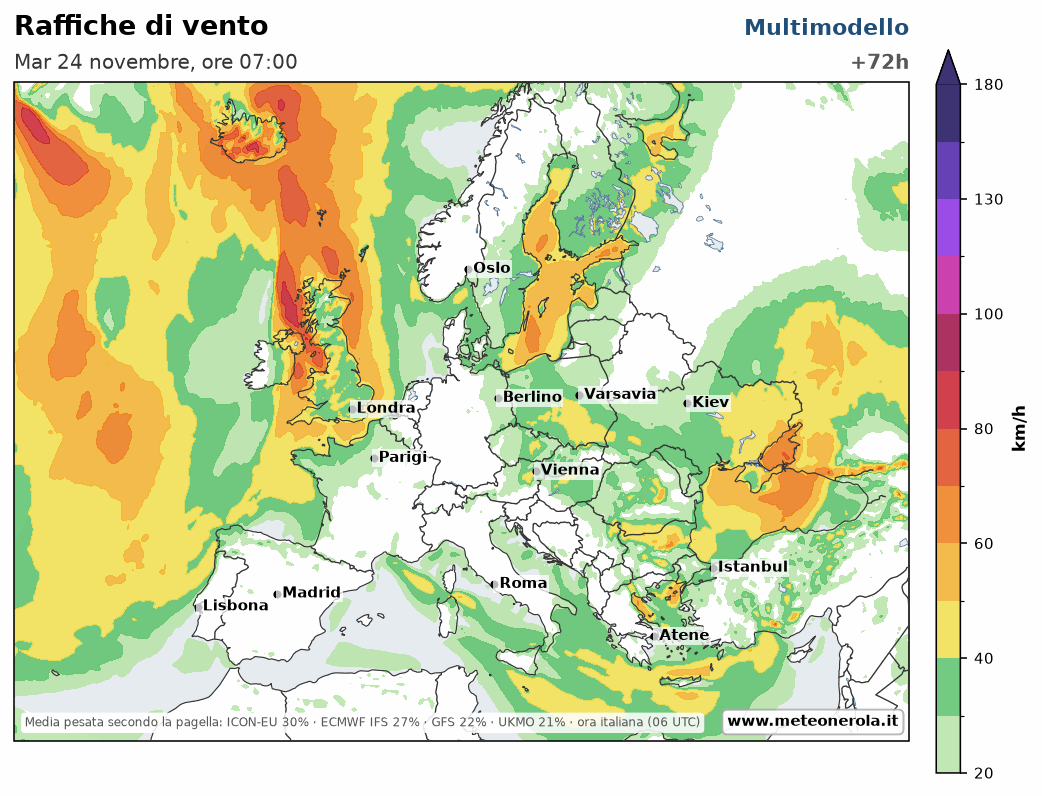 Raffiche di vento
Multimodello
Mar 24 novembre, ore 07:00
+72h
180
130
100
80
60
40
20
km/h
Oslo
Londra
Berlino
Varsavia
Kiev
Parigi
Vienna
Istanbul
Roma
Madrid
Lisbona
Atene
Media pesata secondo la pagella: ICON-EU 30% · ECMWF IFS 27% · GFS 22% · UKMO 21% · ora italiana (06 UTC)
www.meteonerola.it